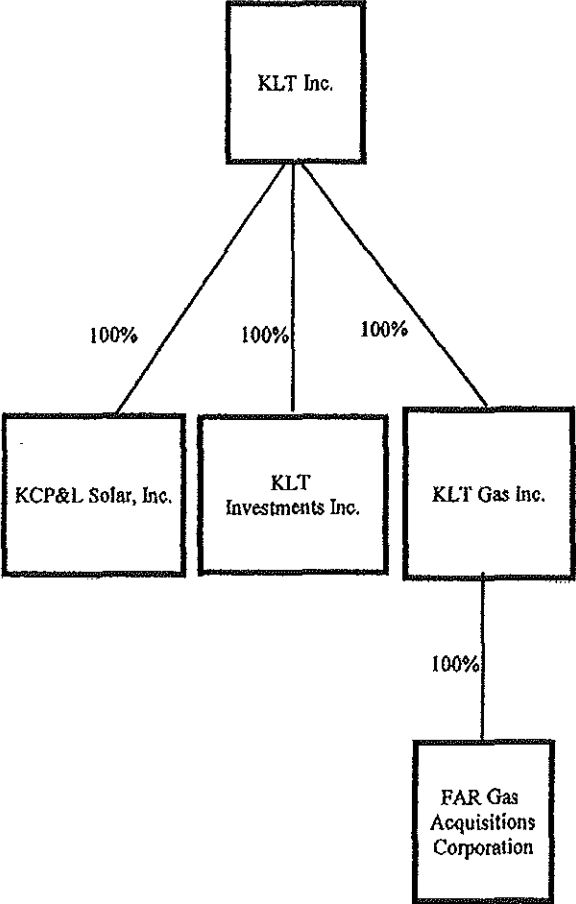 KLT Inc.
100%
100%
100%
KCP&L Solar, Inc.
KLT
Investments Inc.
KLT Gas Inc.
100%
FAR Gas
Acquisitions
Corporation